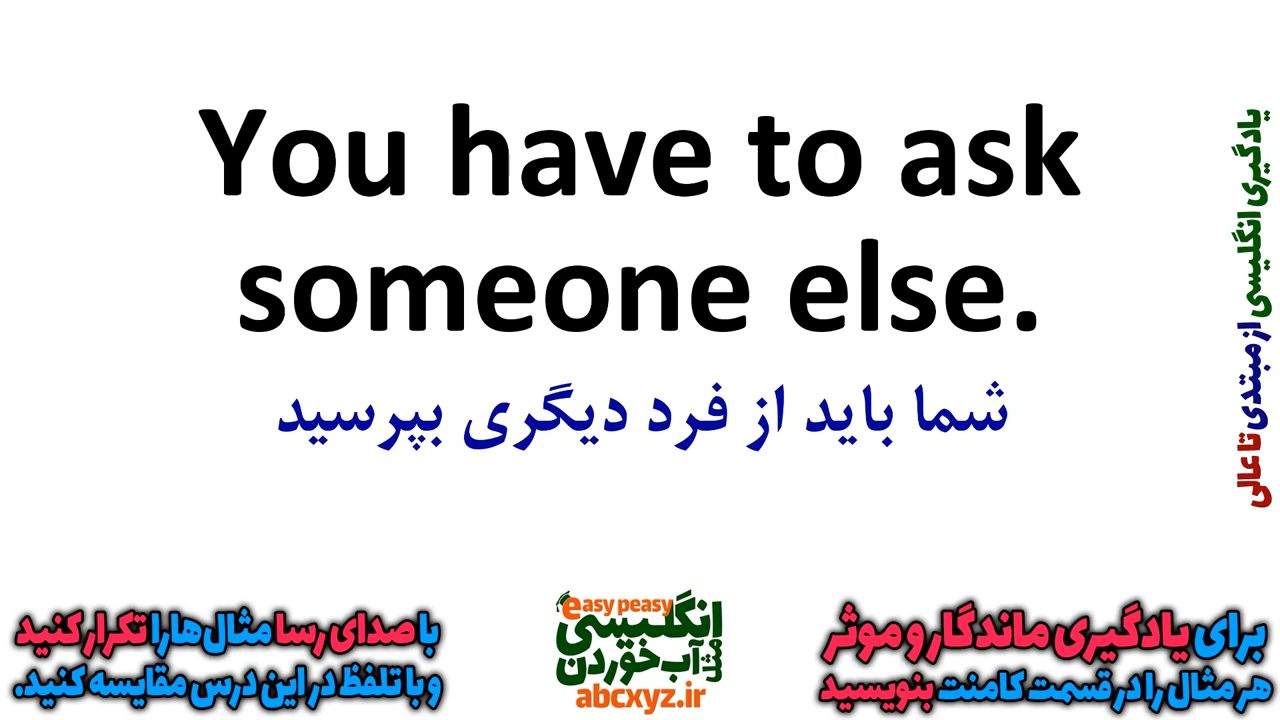 You have to ask
someone else.
شما باید از فرد دیگری بپرسید
یادگیری انگلیسی از مبتدی تا عالی
برای یادگیری ماندگار و موثر
هر مثال را در قسمت کامنت بنویسید
easy peasy
انگلیسی
مثل
آب خوردن
abcxyz.ir
با صدای رسا مثال‌ها را تکرار کنید
و با تلفظ در این درس مقایسه کنید.